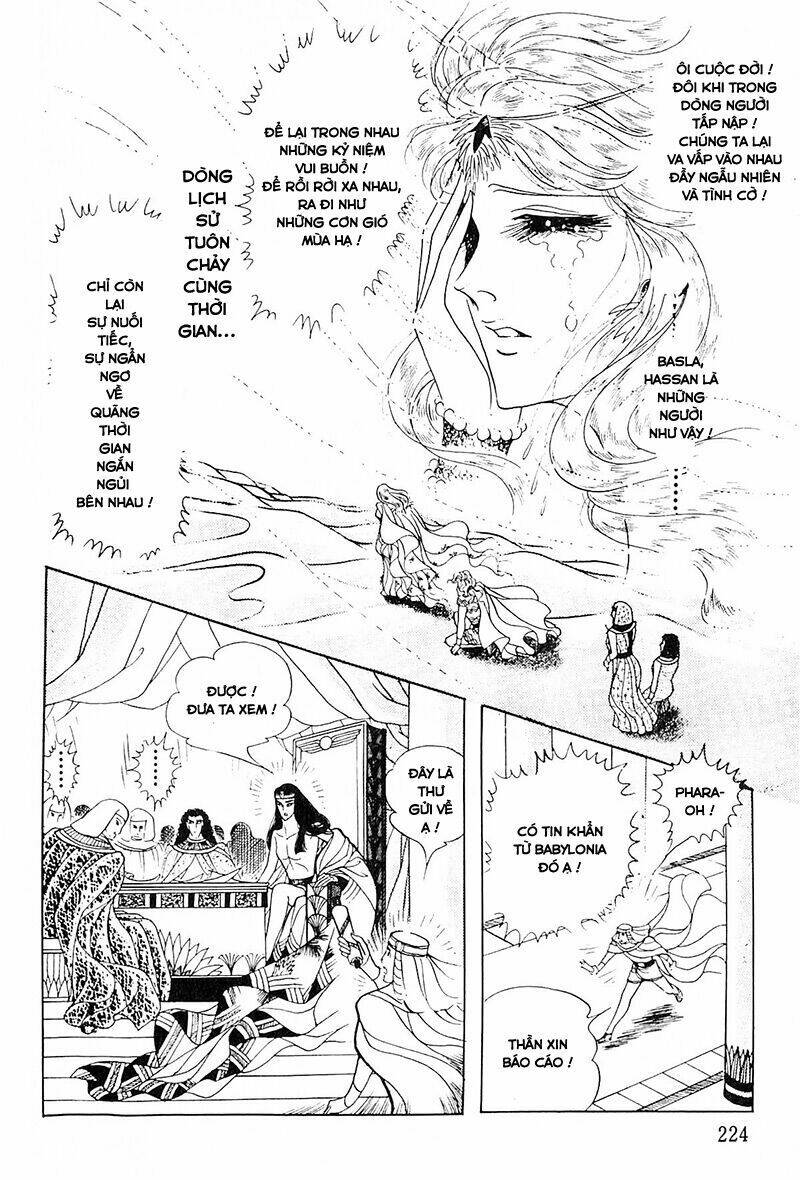 ÔI CUỘC ĐỜI !
ĐÔI KHI TRONG
DÒNG NGƯỜI
TẤP NẬP !
CHÚNG TA LẠI
VA VẤP VÀO NHAU
ĐẦY NGẪU NHIÊN
VÀ TÌNH CỜ !
ĐỂ LẠI TRONG NHAU
NHỮNG KỶ NIỆM
VUI BUỒN !
ĐỂ RỒI RỜI XA NHAU,
RA ĐI NHƯ
NHỮNG CƠN GIÓ
MÙA HẠ !
DÒNG
LỊCH
SỬ
TUÔN
CHẢY
CÙNG
THỜI
GIAN...
CHỈ CÒN
LẠI
SỰ NUỐI
TIẾC,
SỰ NGẨN
NGƠ
VỀ
QUÃNG
THỜI
GIAN
NGẮN
NGỦI
BÊN NHAU !
BASLA,
HASSAN LÀ
NHỮNG
NGƯỜI
NHƯ VẬY !
PHARA-
OH !
CÓ TIN KHẨN
TỪ BABYLONIA
ĐÓ Ạ !
THẦN XIN
BÁO CÁO !
ĐÂY LÀ
THƯ
GỬI VỀ
Ạ !
ĐƯỢC !
ĐƯA TA XEM !
224